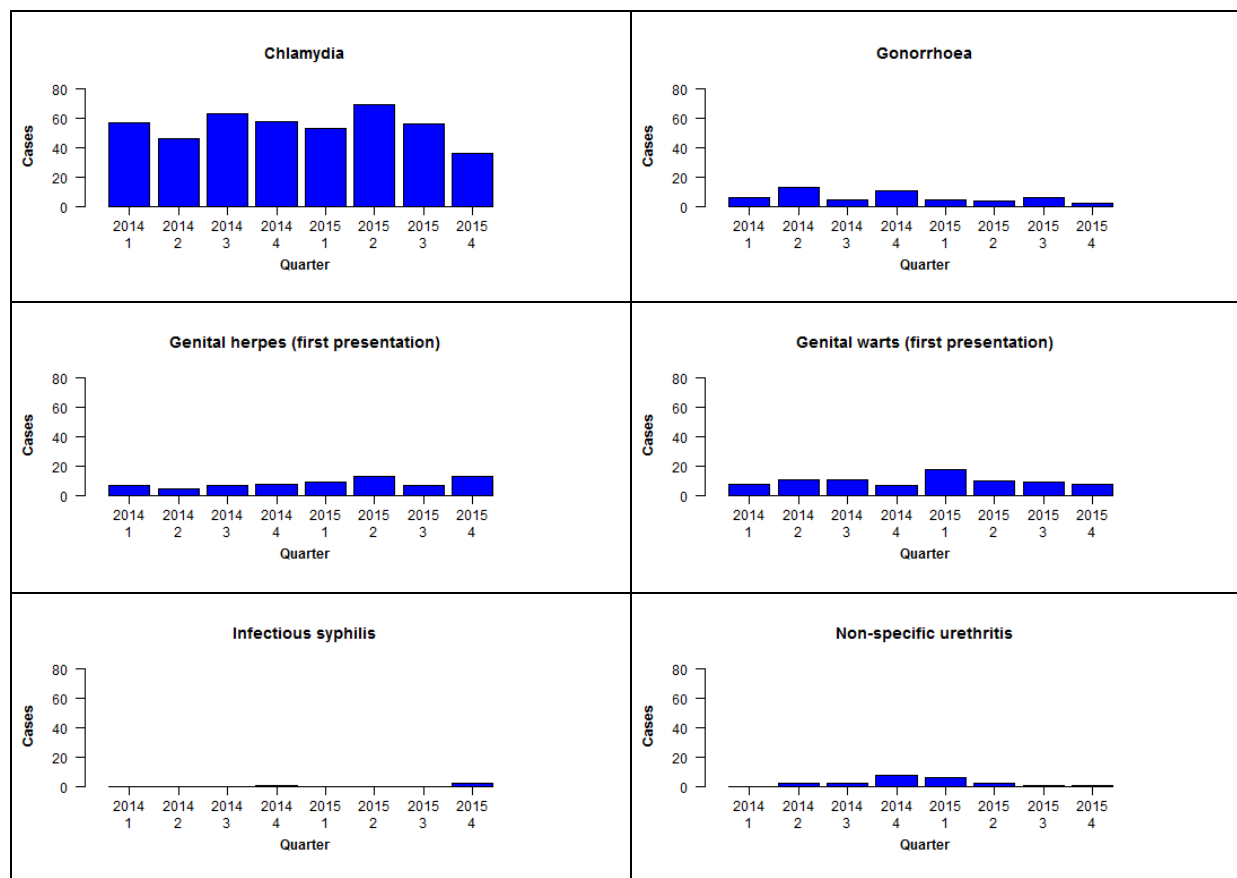 Chlamydia
80
60
40
20
0
Cases
2014 2014 2014 2014 2015 2015 2015 2015
1 2 3 4 1 2 3 4
Quarter
Gonorrhoea
80
60
40
20
0
Cases
2014 2014 2014 2014 2015 2015 2015 2015
1 2 3 4 1 2 3 4
Quarter
Genital herpes (first presentation)
80
60
40
20
0
Cases
2014 2014 2014 2014 2015 2015 2015 2015
1 2 3 4 1 2 3 4
Quarter
Genital warts (first presentation)
80
60
40
20
0
Cases
2014 2014 2014 2014 2015 2015 2015 2015
1 2 3 4 1 2 3 4
Quarter
Infectious syphilis
80
60
40
20
0
Cases
2014 2014 2014 2014 2015 2015 2015 2015
1 2 3 4 1 2 3 4
Quarter
Non-specific urethritis
80
60
40
20
0
Cases
2014 2014 2014 2014 2015 2015 2015 2015
1 2 3 4 1 2 3 4
Quarter